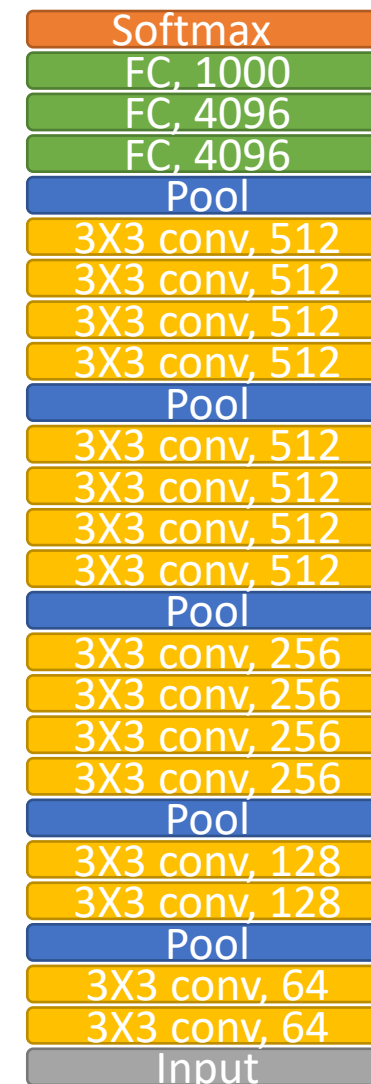 Softmax
FC, 1000
FC, 4096
FC, 4096
Pool
3X3 conv, 512
3X3 conv, 512
3X3 conv, 512
3X3 conv, 512
Pool
3X3 conv, 512
3X3 conv, 512
3X3 conv, 512
3X3 conv, 512
Pool
3X3 conv, 256
3X3 conv, 256
3X3 conv, 256
3X3 conv, 256
Pool
3X3 conv, 128
3X3 conv, 128
Pool
3X3 conv, 64
3X3 conv, 64
Input